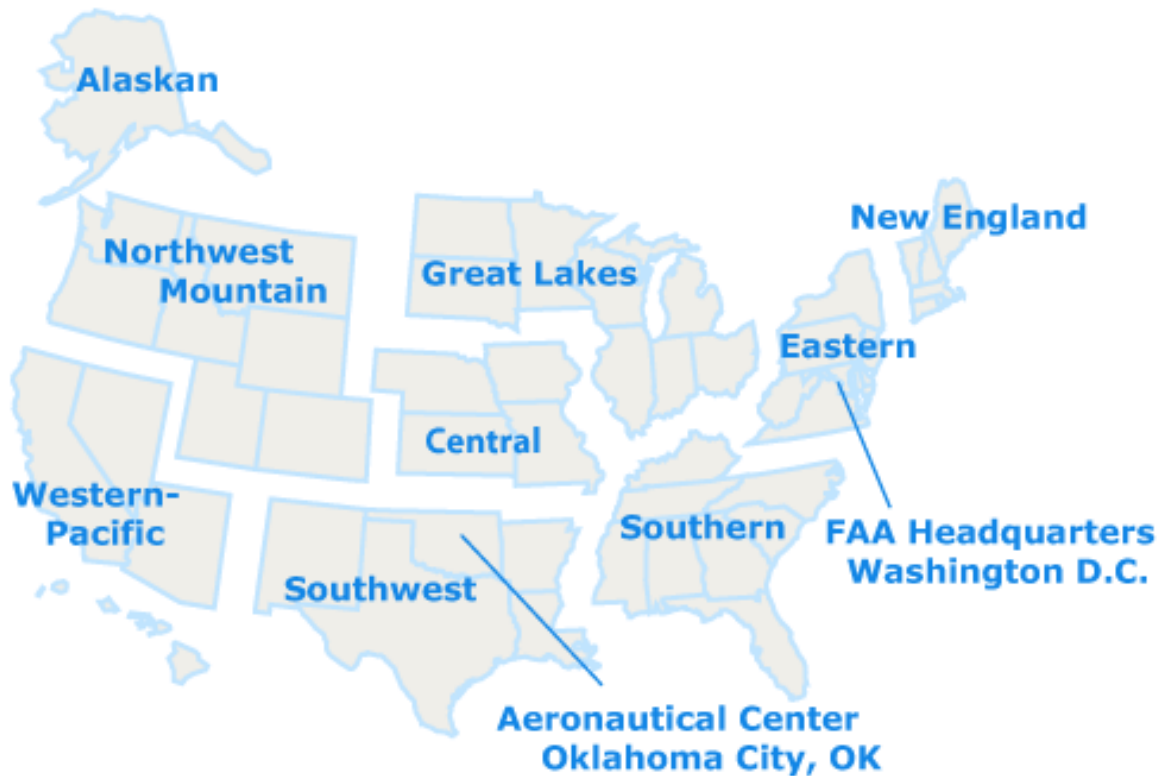 Alaskan
New England
Northwest
Mountain
Great Lakes
Eastern
Central
Western-
Pacific
Southern
FAA Headquarters
Washington D.C.
Southwest
Aeronautical Center
Oklahoma City, OK